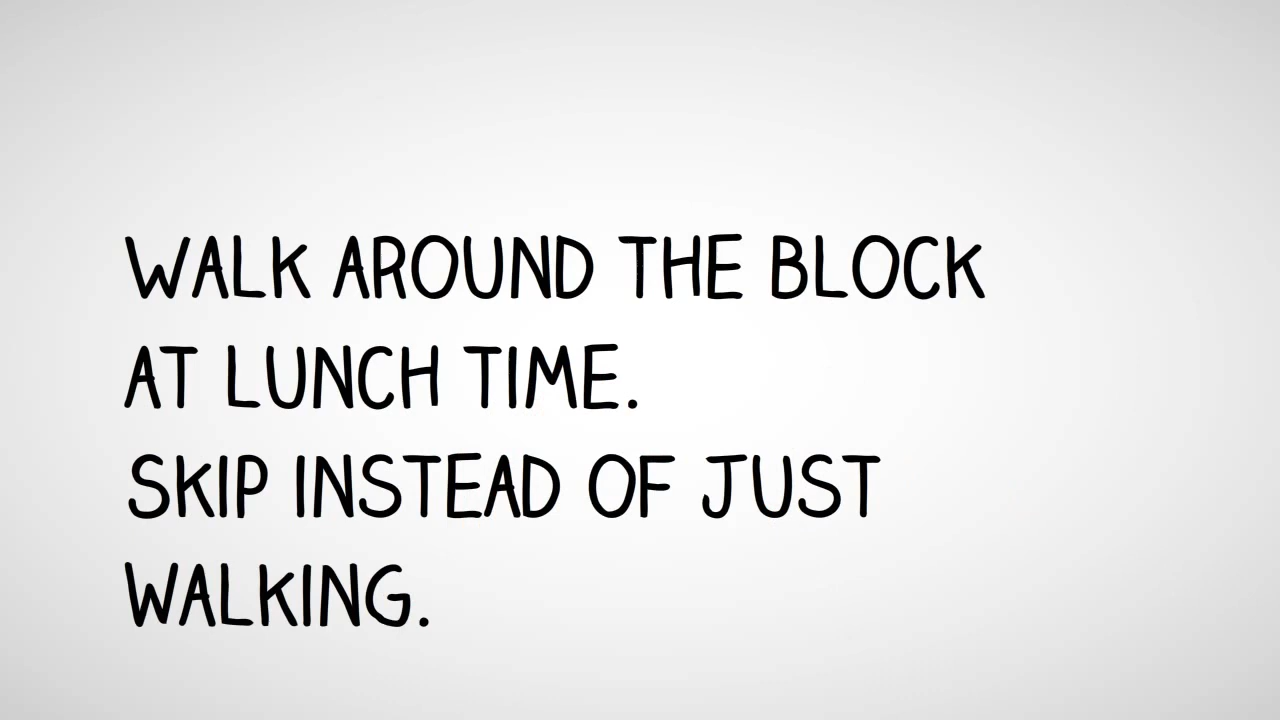 WALK AROUND THE BLOCK
AT LUNCH TIME.
SKIP INSTEAD OF JUST
WALKING.